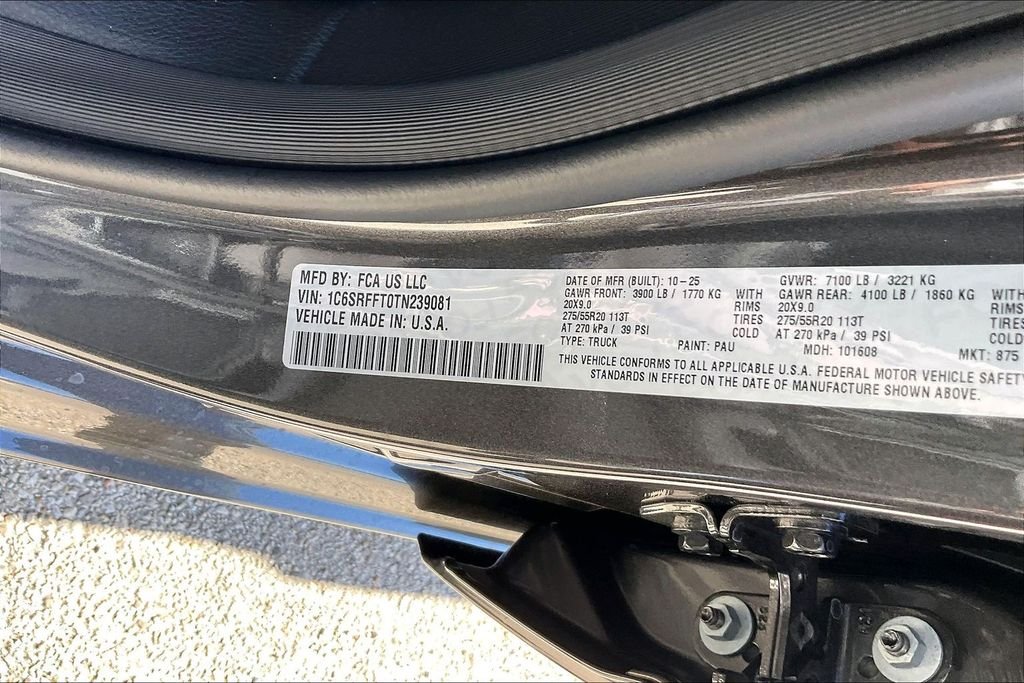 MFD BY: FCA US LLC
VIN: 1C6SRFFT0TN239081
VEHICLE MADE IN: U.S.A.
DATE OF MFR (BUILT): 10-25
GAWR FRONT: 3900 LB / 1770 KG WITH
20X9.0 RIMS
275/55R20 113T TIRES
AT 270 kPa / 39 PSI COLD
TYPE: TRUCK PAINT: PAU
GVWR: 7100 LB / 3221 KG
GAWR REAR: 4100 LB / 1860 KG WITH
20X9.0 RIMS
275/55R20 113T TIRES
AT 270 kPa / 39 PSI COLD
MDH: 101608 MKT: 875
THIS VEHICLE CONFORMS TO ALL APPLICABLE U.S.A. FEDERAL MOTOR VEHICLE SAFETY
STANDARDS IN EFFECT ON THE DATE OF MANUFACTURE SHOWN ABOVE.